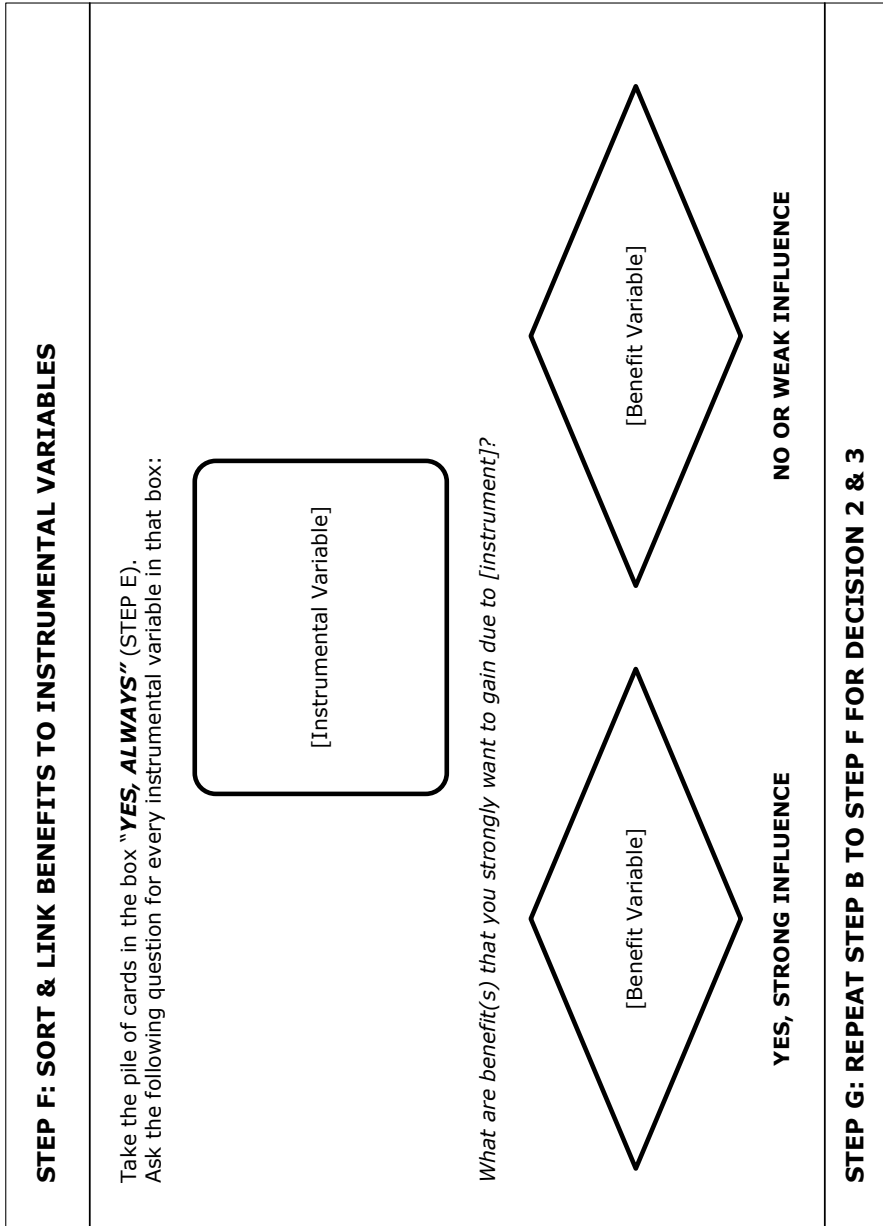 STEP F: SORT & LINK BENEFITS TO INSTRUMENTAL VARIABLES
Take the pile of cards in the box “YES, ALWAYS” (STEP E).
Ask the following question for every instrumental variable in that box:
[Instrumental Variable]
What are benefit(s) that you strongly want to gain due to [instrument]?
[Benefit Variable]
[Benefit Variable]
YES, STRONG INFLUENCE
NO OR WEAK INFLUENCE
STEP G: REPEAT STEP B TO STEP F FOR DECISION 2 & 3